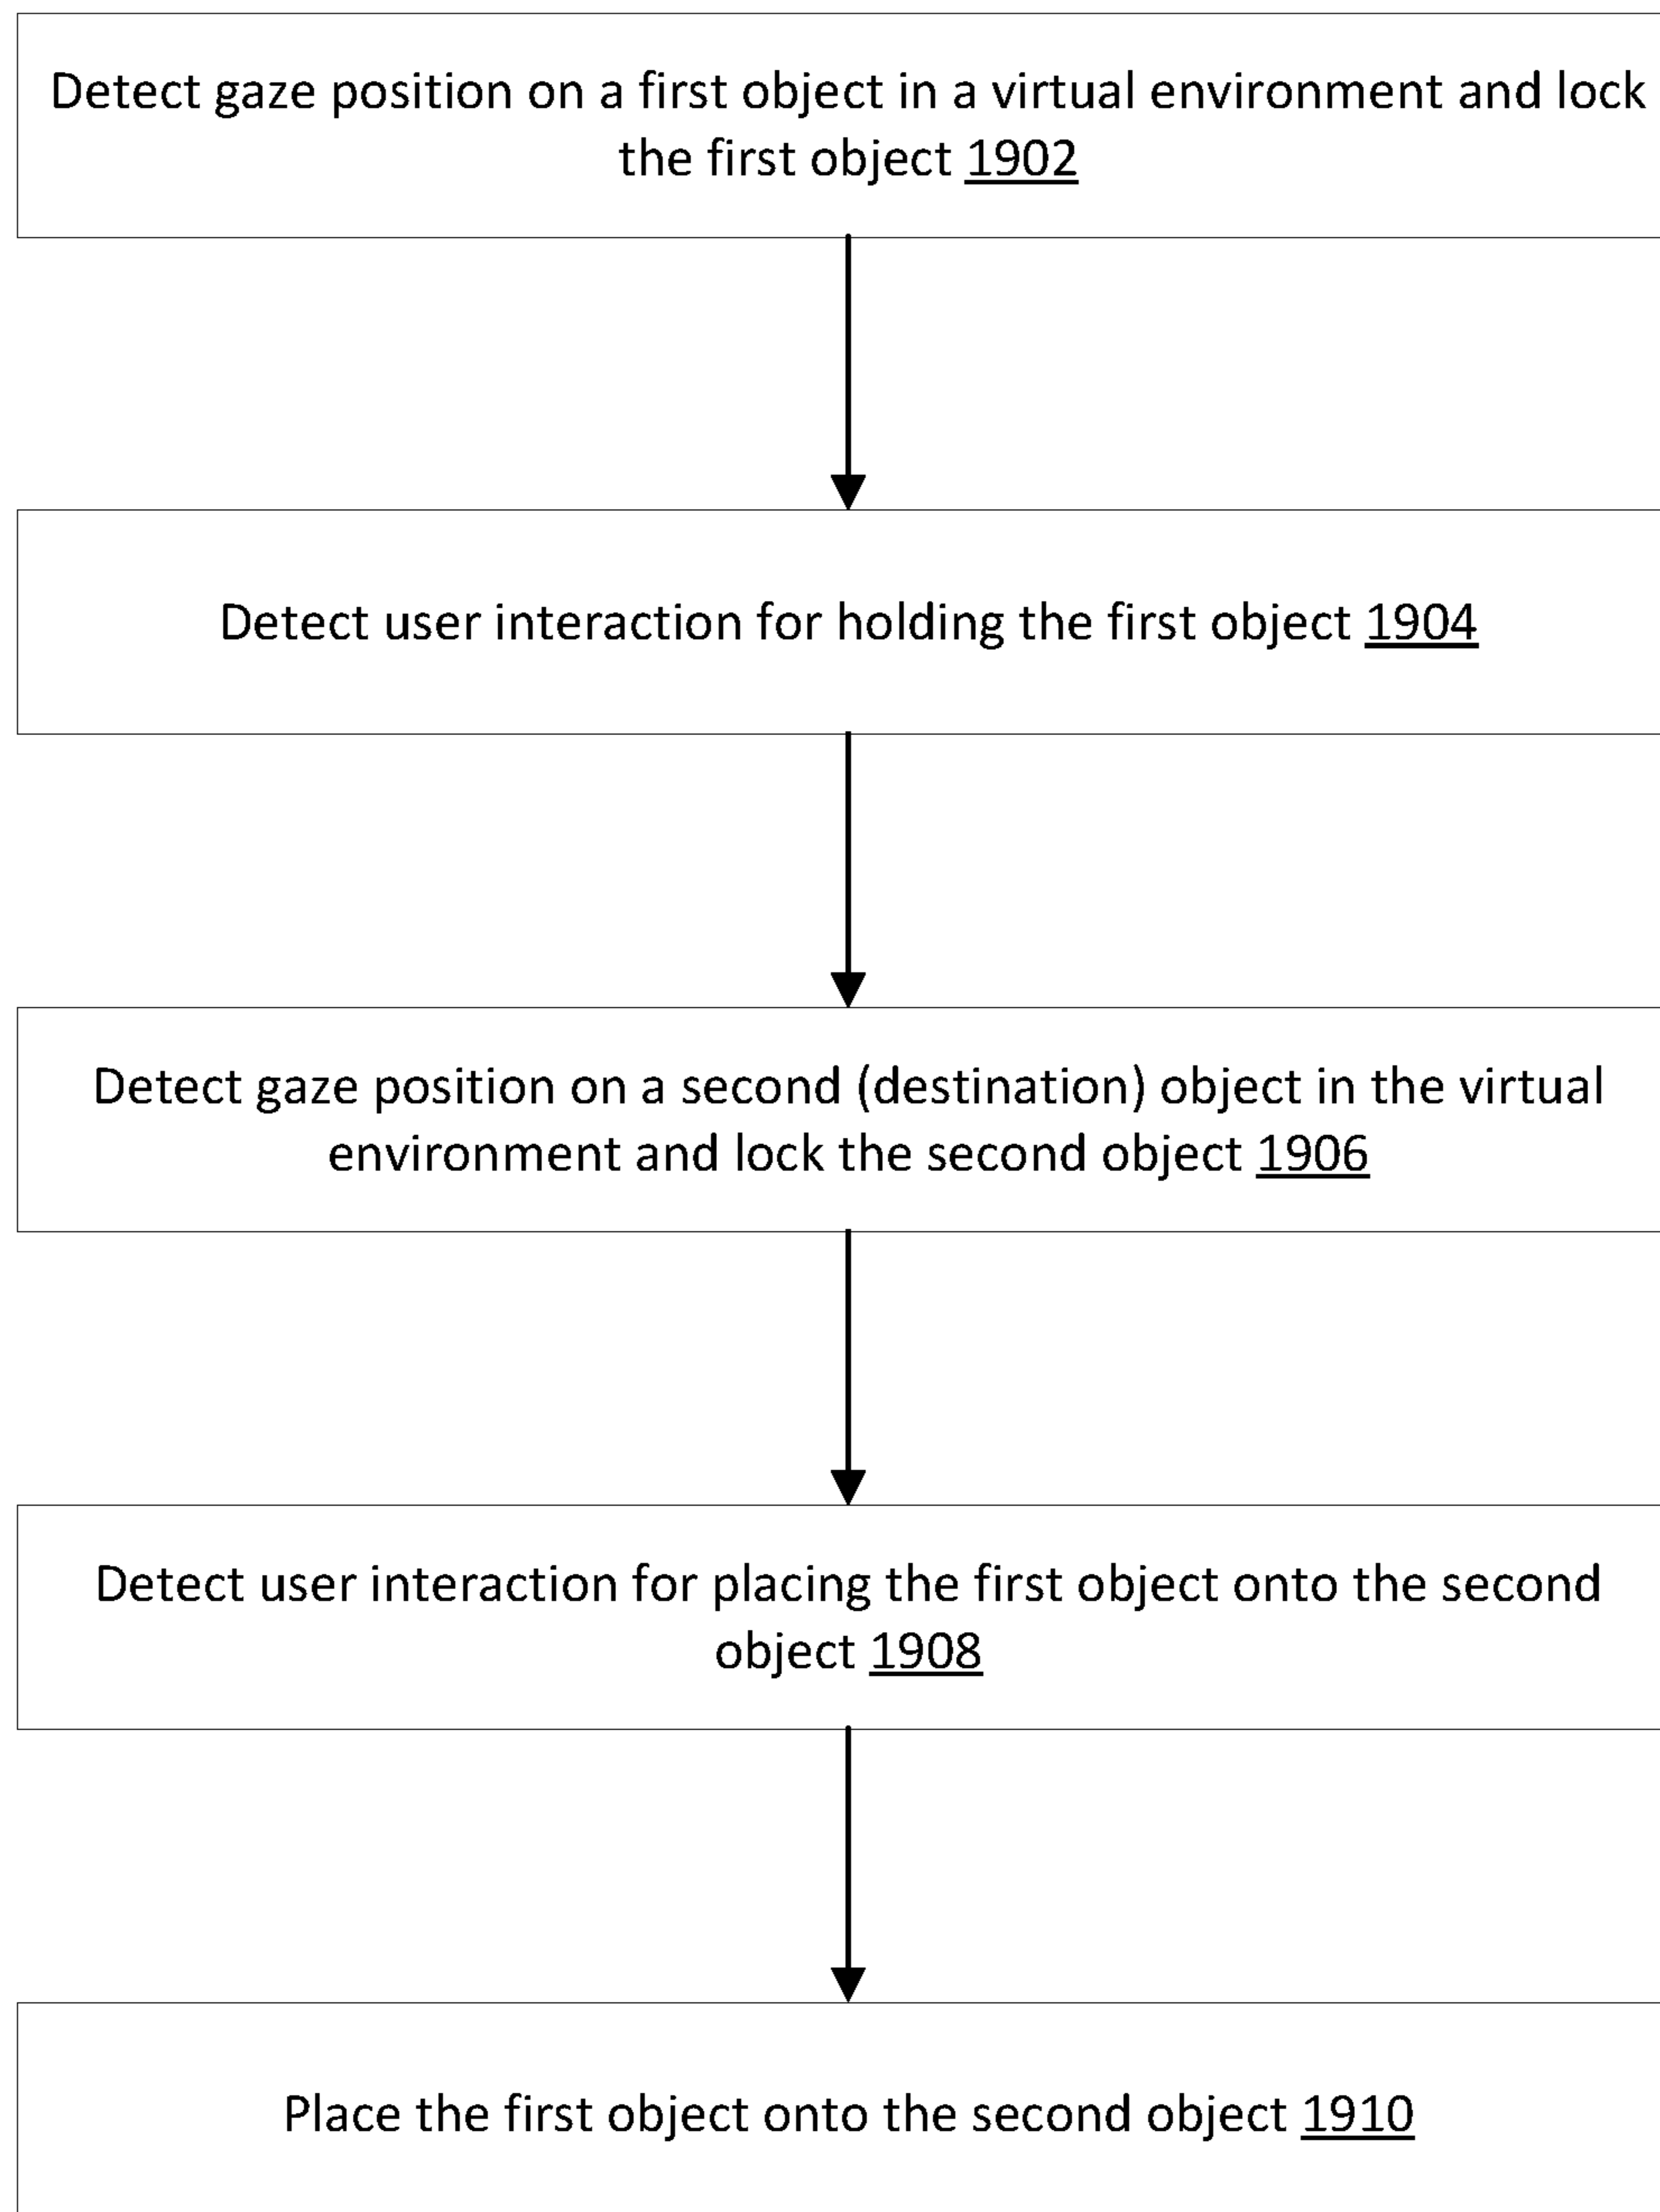 Detect gaze position on a first object in a virtual environment and lock
the first object 1902
Detect user interaction for holding the first object 1904
Detect gaze position on a second (destination) object in the virtual
environment and lock the second object 1906
Detect user interaction for placing the first object onto the second
object 1908
Place the first object onto the second object 1910